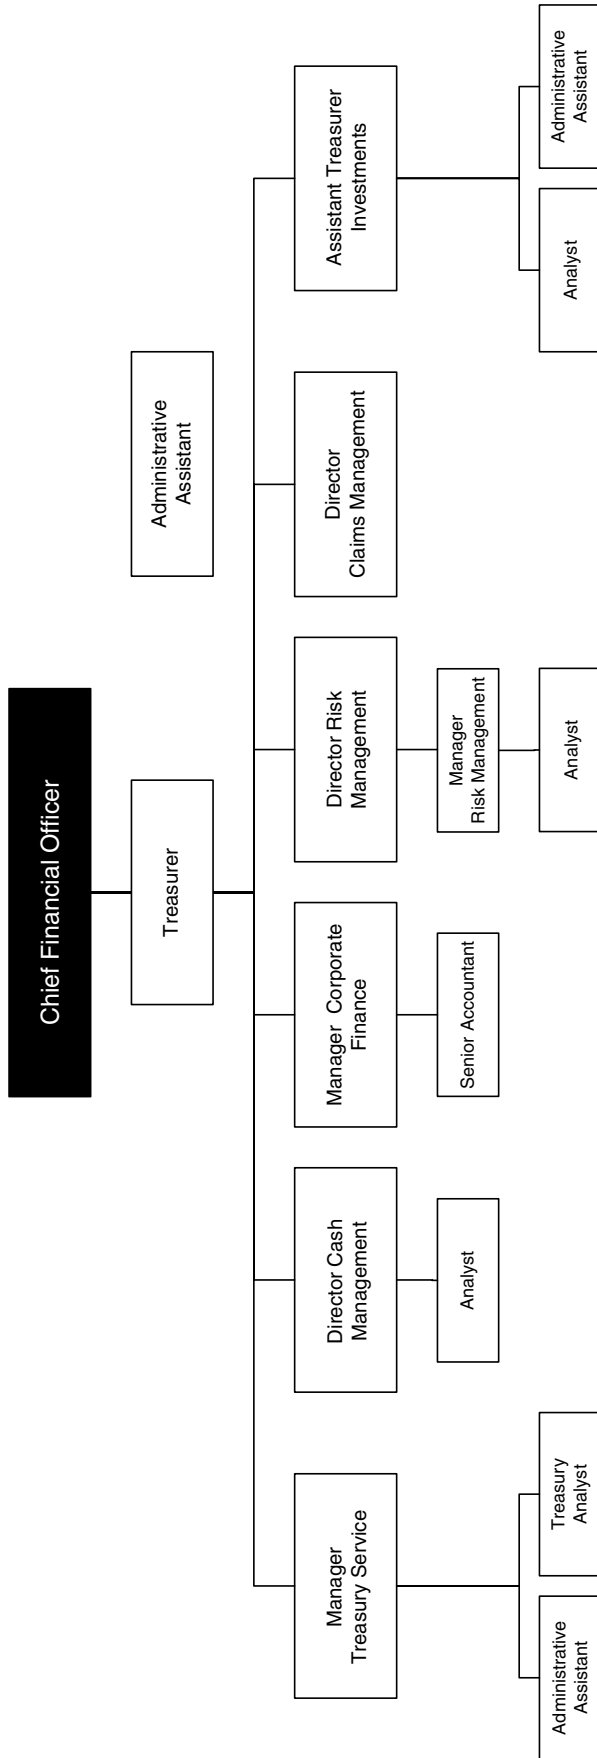 Chief Financial Officer
Treasurer
Administrative
Assistant
Manager
Treasury Service
Director Cash
Management
Manager Corporate
Finance
Director Risk
Management
Director
Claims Management
Assistant Treasurer
Investments
Analyst
Senior Accountant
Manager
Risk Management
Administrative
Assistant
Treasury
Analyst
Analyst
Analyst
Administrative
Assistant